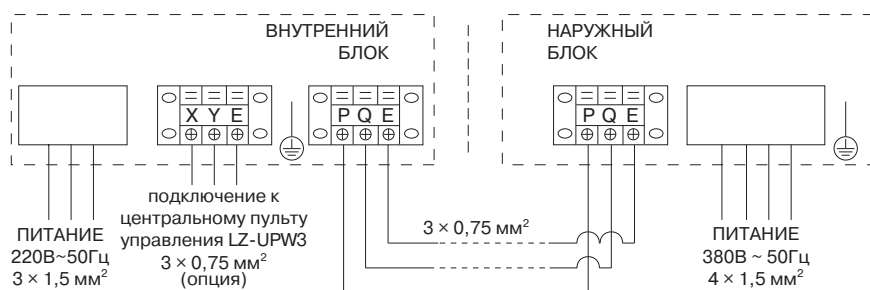 ВНУТРЕННИЙ
БЛОК
НАРУЖНЫЙ
БЛОК
X Y E
P Q E
P Q E
ПИТАНИЕ
220В~50Гц
3 × 1,5 мм²
подключение к
центральному пульту
управления LZ-UPW3
3 × 0,75 мм²
(опция)
3 × 0,75 мм²
ПИТАНИЕ
380В ~ 50Гц
4 × 1,5 мм²